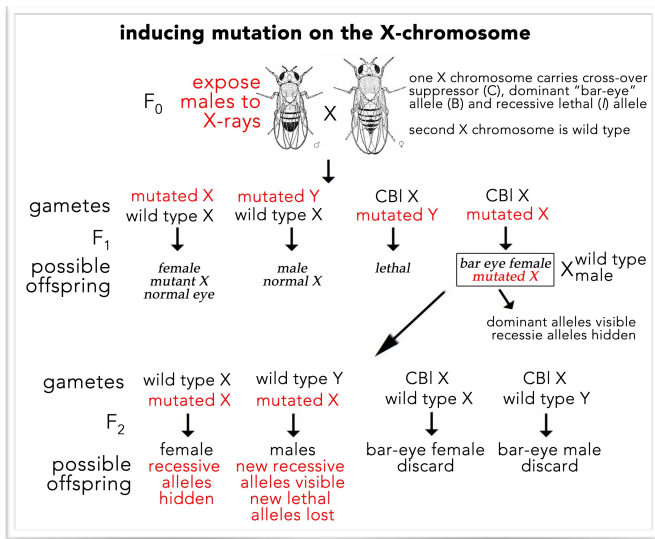 inducing mutation on the X-chromosome
F0
expose
males to
X-rays
♂
X
♀
one X chromosome carries cross-over
suppressor (C), dominant "bar-eye"
allele (B) and recessive lethal (l) allele
second X chromosome is wild type
gametes
mutated X
wild type X
mutated Y
wild type X
CBl X
mutated Y
CBl X
mutated X
F1
possible
offspring
female
mutant X
normal eye
male
normal X
lethal
bar eye female
mutated X
X
wild type
male
dominant alleles visible
recessie alleles hidden
gametes
wild type X
mutated X
wild type Y
mutated X
CBl X
wild type X
CBl X
wild type Y
F2
possible
offspring
female
recessive
alleles
hidden
males
new recessive
alleles visible
new lethal
alleles lost
bar-eye female
discard
bar-eye male
discard